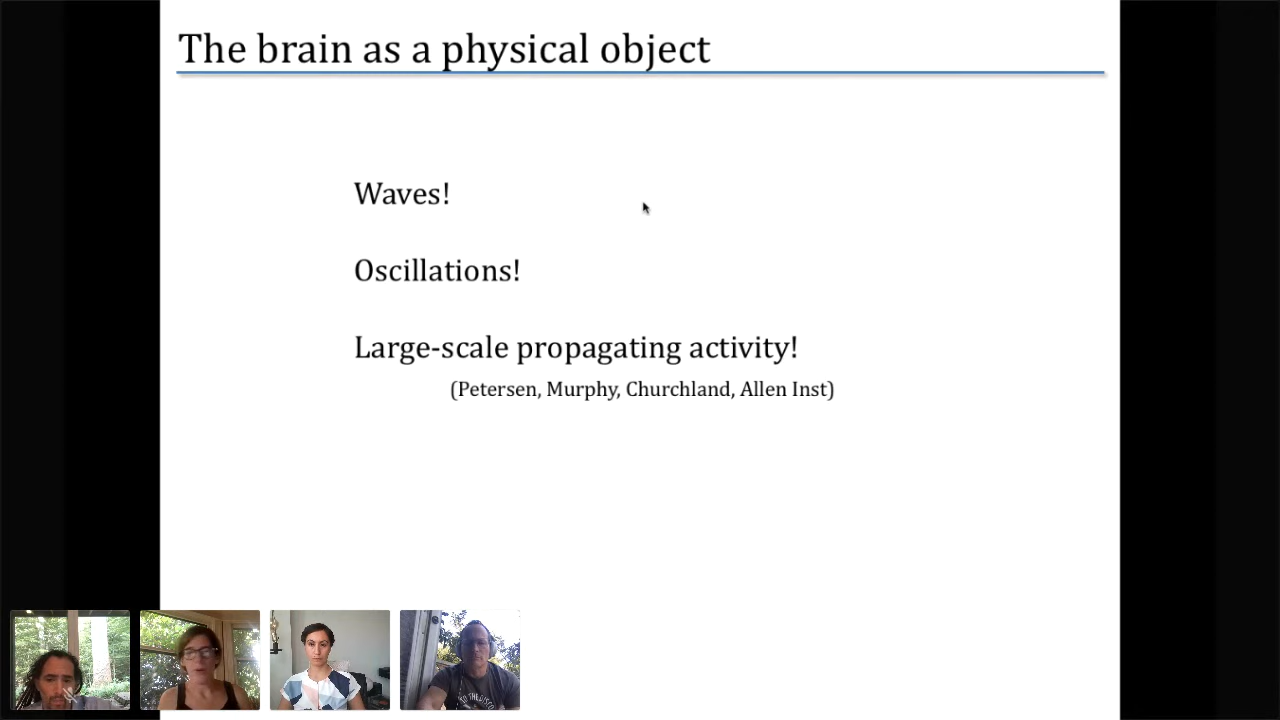 The brain as a physical object
Waves!
Oscillations!
Large-scale propagating activity!
(Petersen, Murphy, Churchland, Allen Inst)